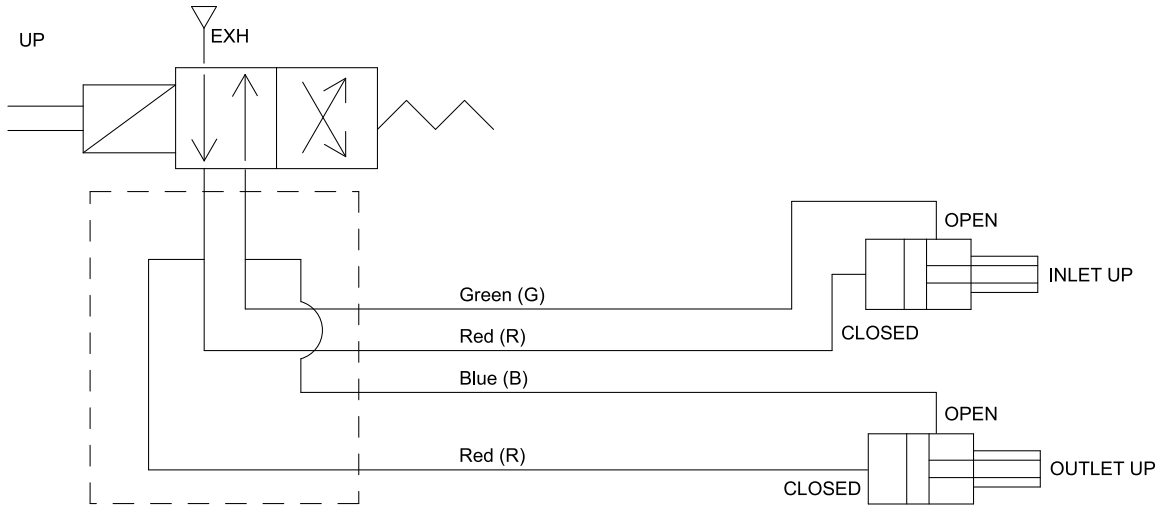 UP
EXH
OPEN
INLET UP
Green (G)
Red (R)
CLOSED
Blue (B)
OPEN
Red (R)
OUTLET UP
CLOSED